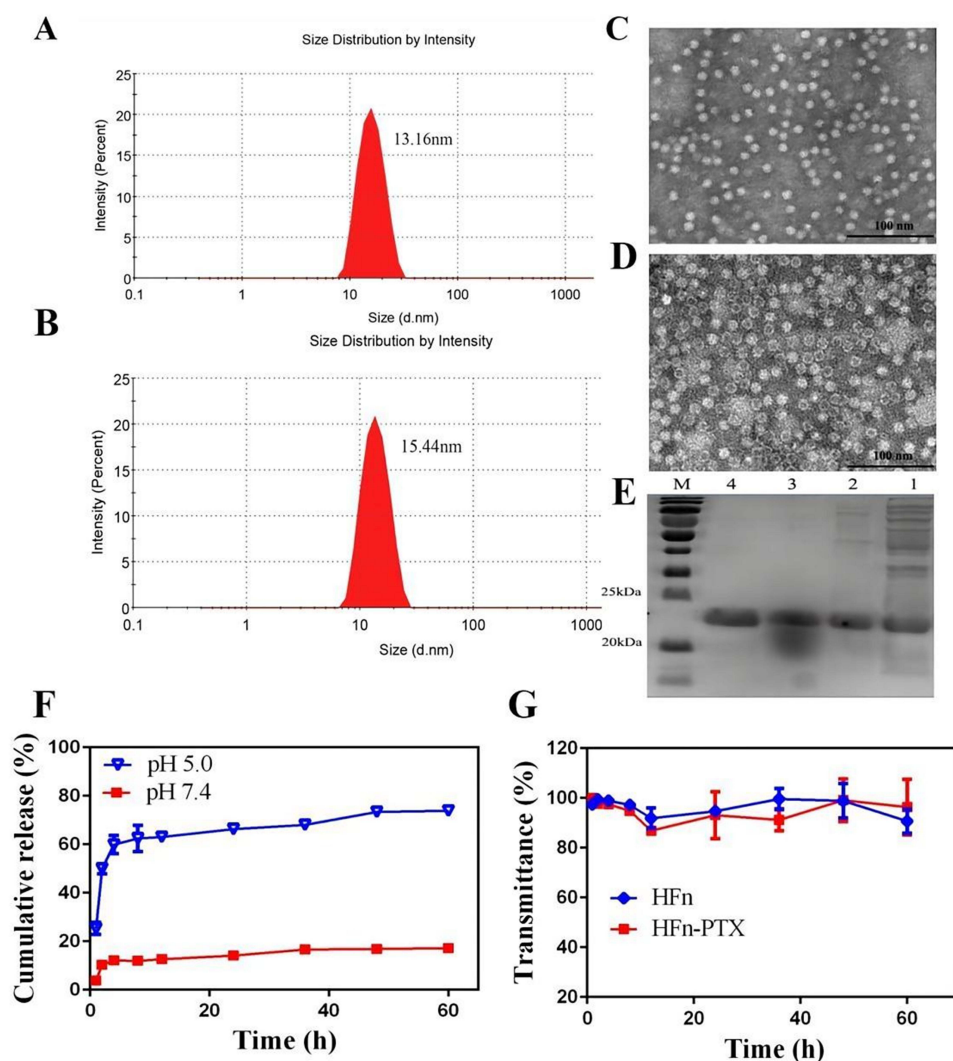 A
Size Distribution by Intensity
25
20
15
10
5
0
Intensity (Percent)
13.16nm
0.1 1 10 100 1000
Size (d.nm)
B
Size Distribution by Intensity
25
20
15
10
5
0
Intensity (Percent)
15.44nm
0.1 1 10 100 1000
Size (d.nm)
C
100 nm
D
100 nm
E
M 4 3 2 1
25kDa
20kDa
F
100
80
60
40
20
0
Cumulative release (%)
pH 5.0
pH 7.4
0 20 40 60
Time (h)
G
120
100
80
60
40
20
Transmittance (%)
HFn
HFn-PTX
0 20 40 60
Time (h)